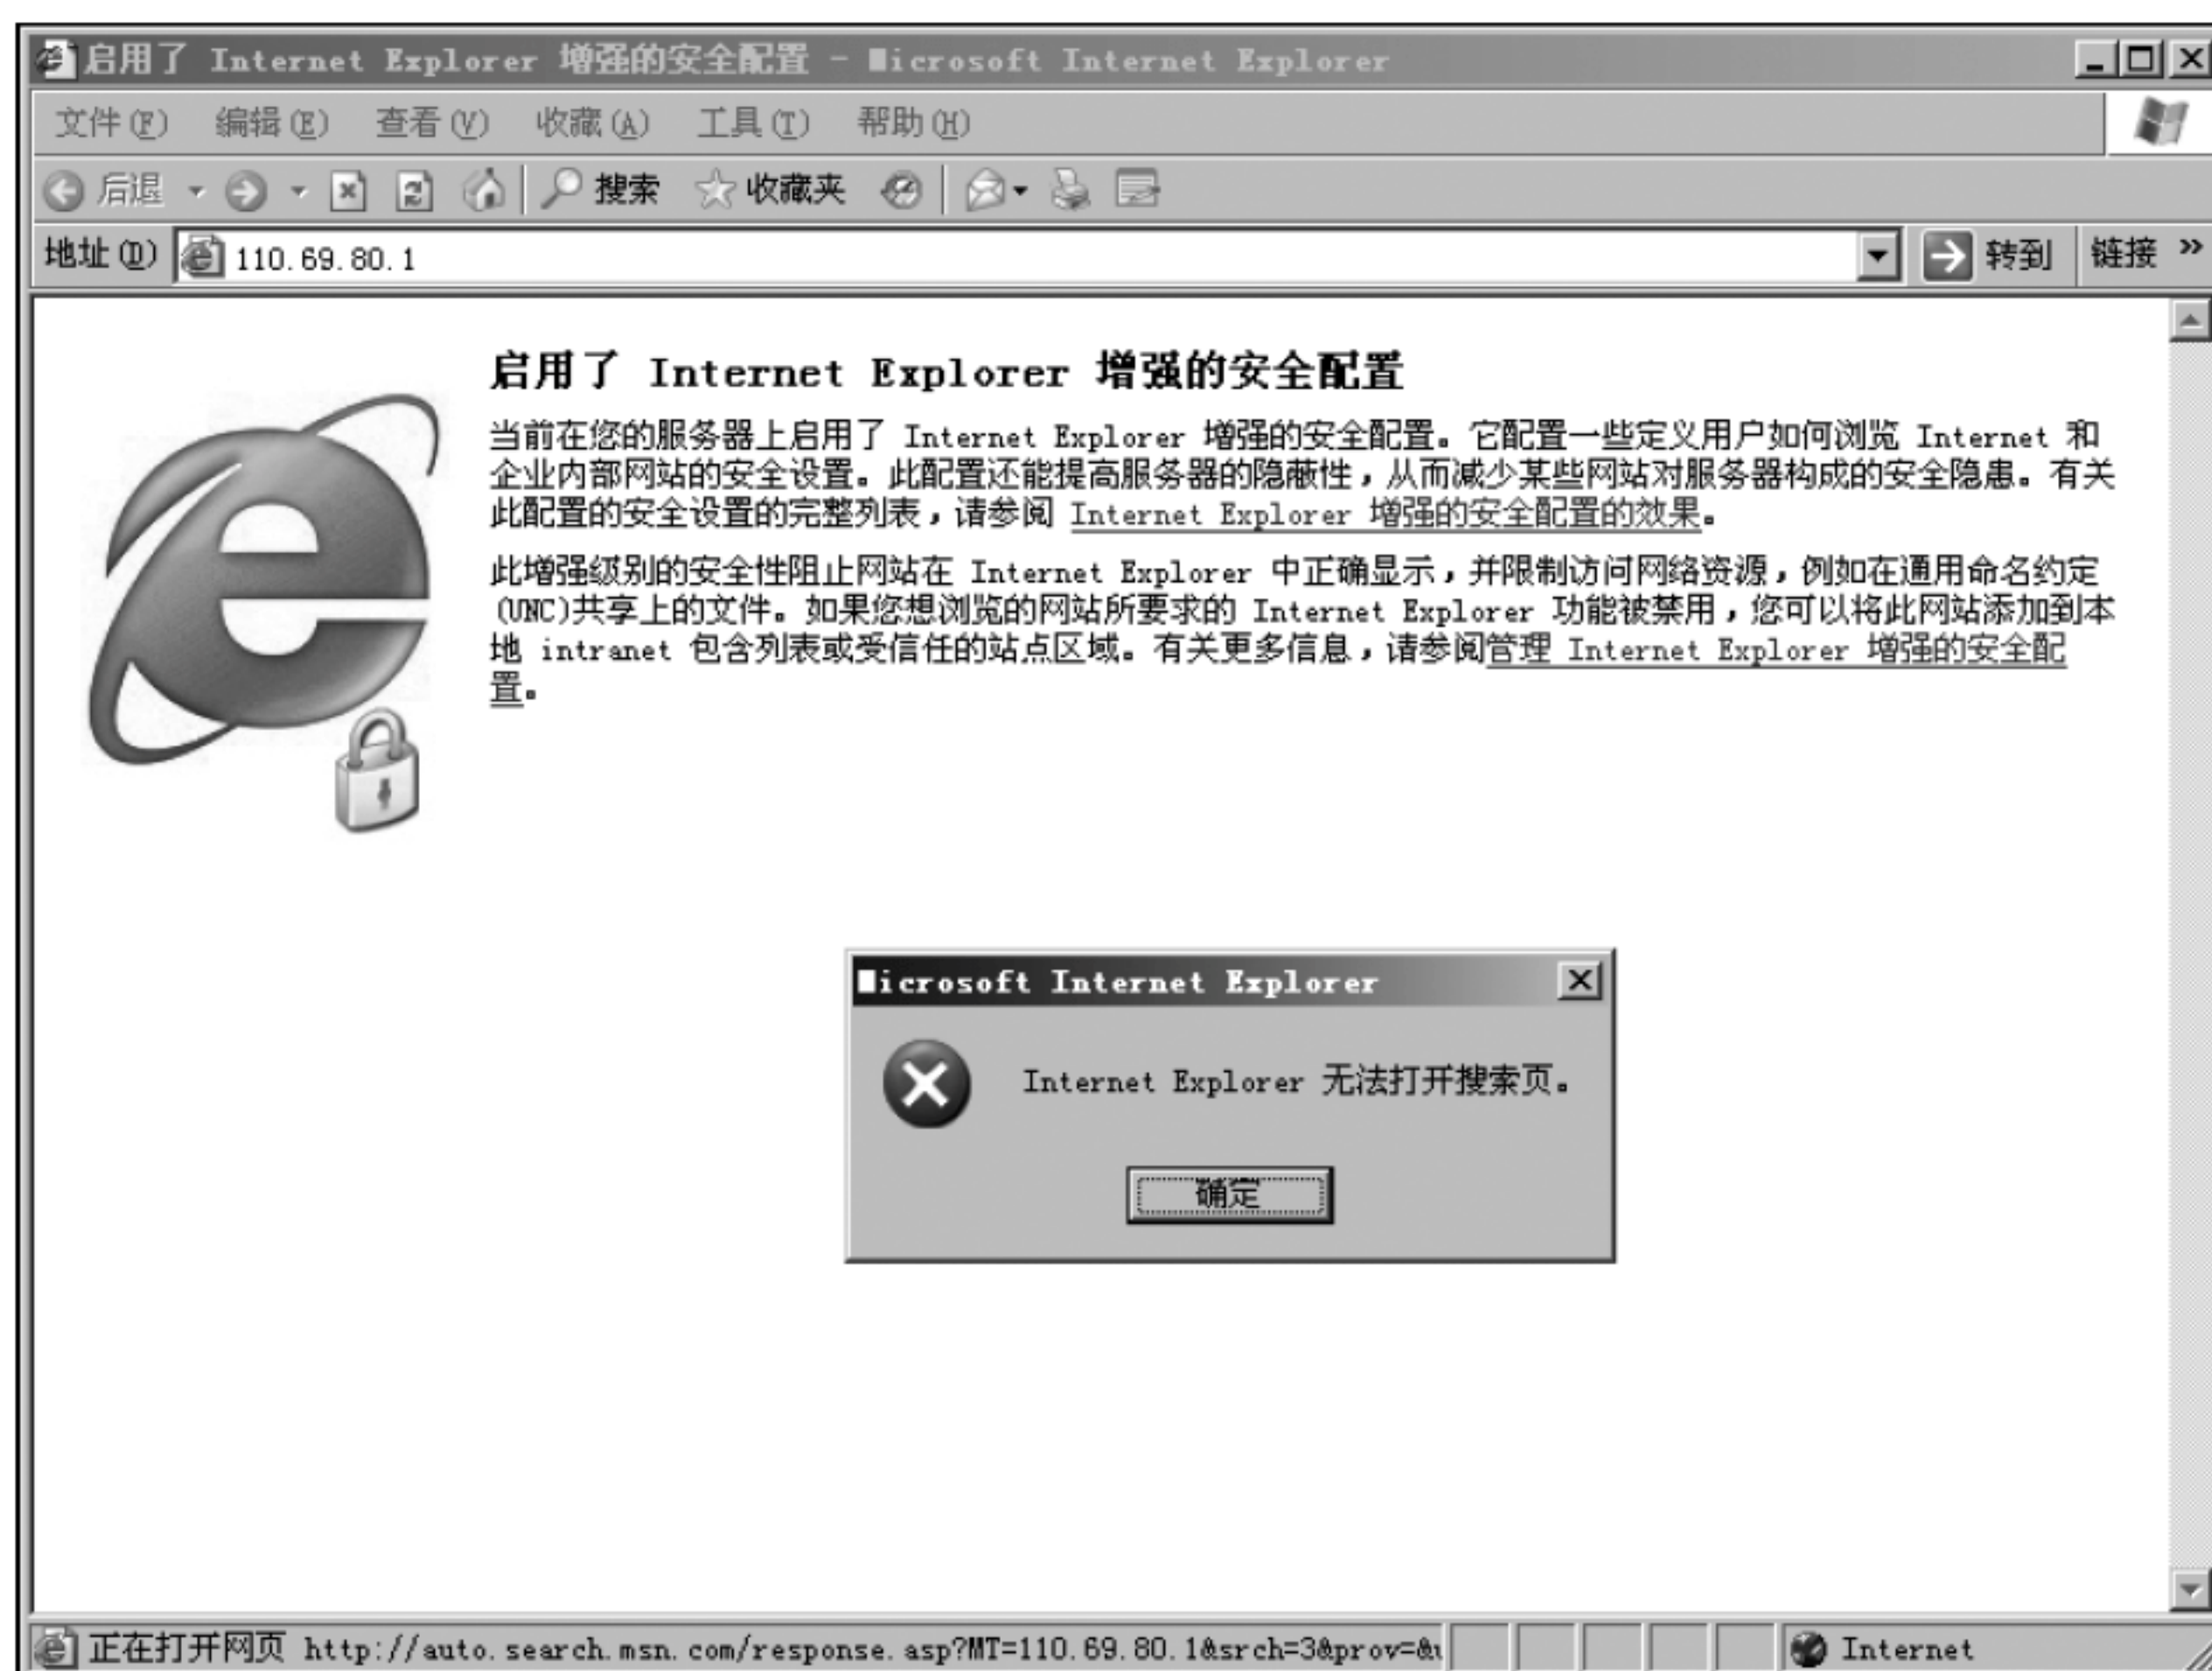 启用了 Internet Explorer 增强的安全配置 - Microsoft Internet Explorer
文件(F) 编辑(E) 查看(V) 收藏(A) 工具(T) 帮助(H)
后退 搜索 收藏夹
地址(D) 110.69.80.1 转到 链接 »
启用了 Internet Explorer 增强的安全配置
当前在您的服务器上启用了 Internet Explorer 增强的安全配置。它配置一些定义用户如何浏览 Internet 和
企业内部网站的安全设置。此配置还能提高服务器的隐蔽性，从而减少某些网站对服务器构成的安全隐患。有关
此配置的安全设置的完整列表，请参阅 Internet Explorer 增强的安全配置的效果。
此增强级别的安全性阻止网站在 Internet Explorer 中正确显示，并限制访问网络资源，例如在通用命名约定
(UNC)共享上的文件。如果您想浏览的网站所要求的 Internet Explorer 功能被禁用，您可以将此网站添加到本
地 intranet 包含列表或受信任的站点区域。有关更多信息，请参阅管理 Internet Explorer 增强的安全配
置。
Microsoft Internet Explorer
Internet Explorer 无法打开搜索页。
确定
正在打开网页 http://auto.search.msn.com/response.asp?MT=110.69.80.1&srch=3&prov=& Internet